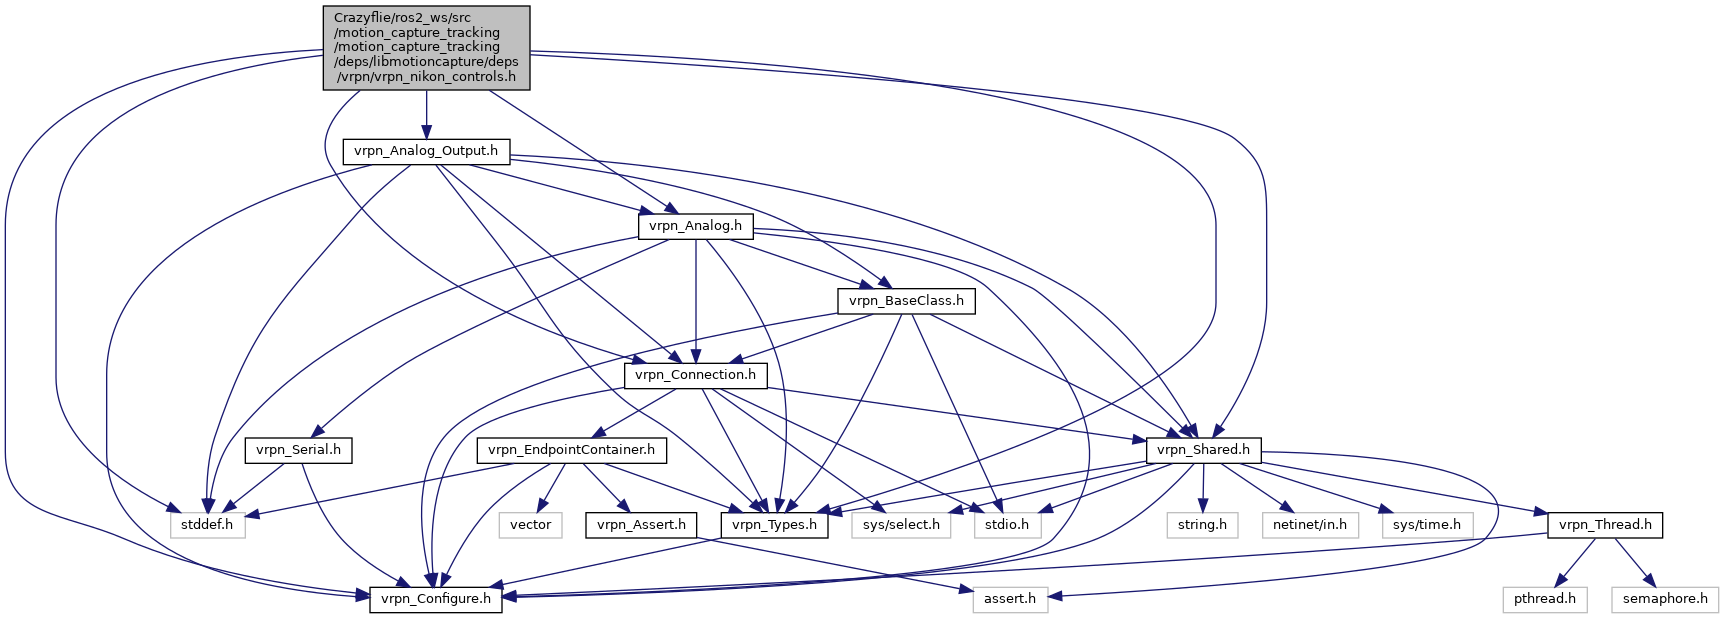 Crazyflie/ros2_ws/src
/motion_capture_tracking
/motion_capture_tracking
/deps/libmotioncapture/deps
/vrpn/vrpn_nikon_controls.h
vrpn_Analog_Output.h
vrpn_Analog.h
vrpn_BaseClass.h
vrpn_Connection.h
vrpn_Serial.h
vrpn_EndpointContainer.h
vrpn_Shared.h
stddef.h
vector
vrpn_Assert.h
vrpn_Types.h
sys/select.h
stdio.h
string.h
netinet/in.h
sys/time.h
vrpn_Thread.h
vrpn_Configure.h
assert.h
pthread.h
semaphore.h